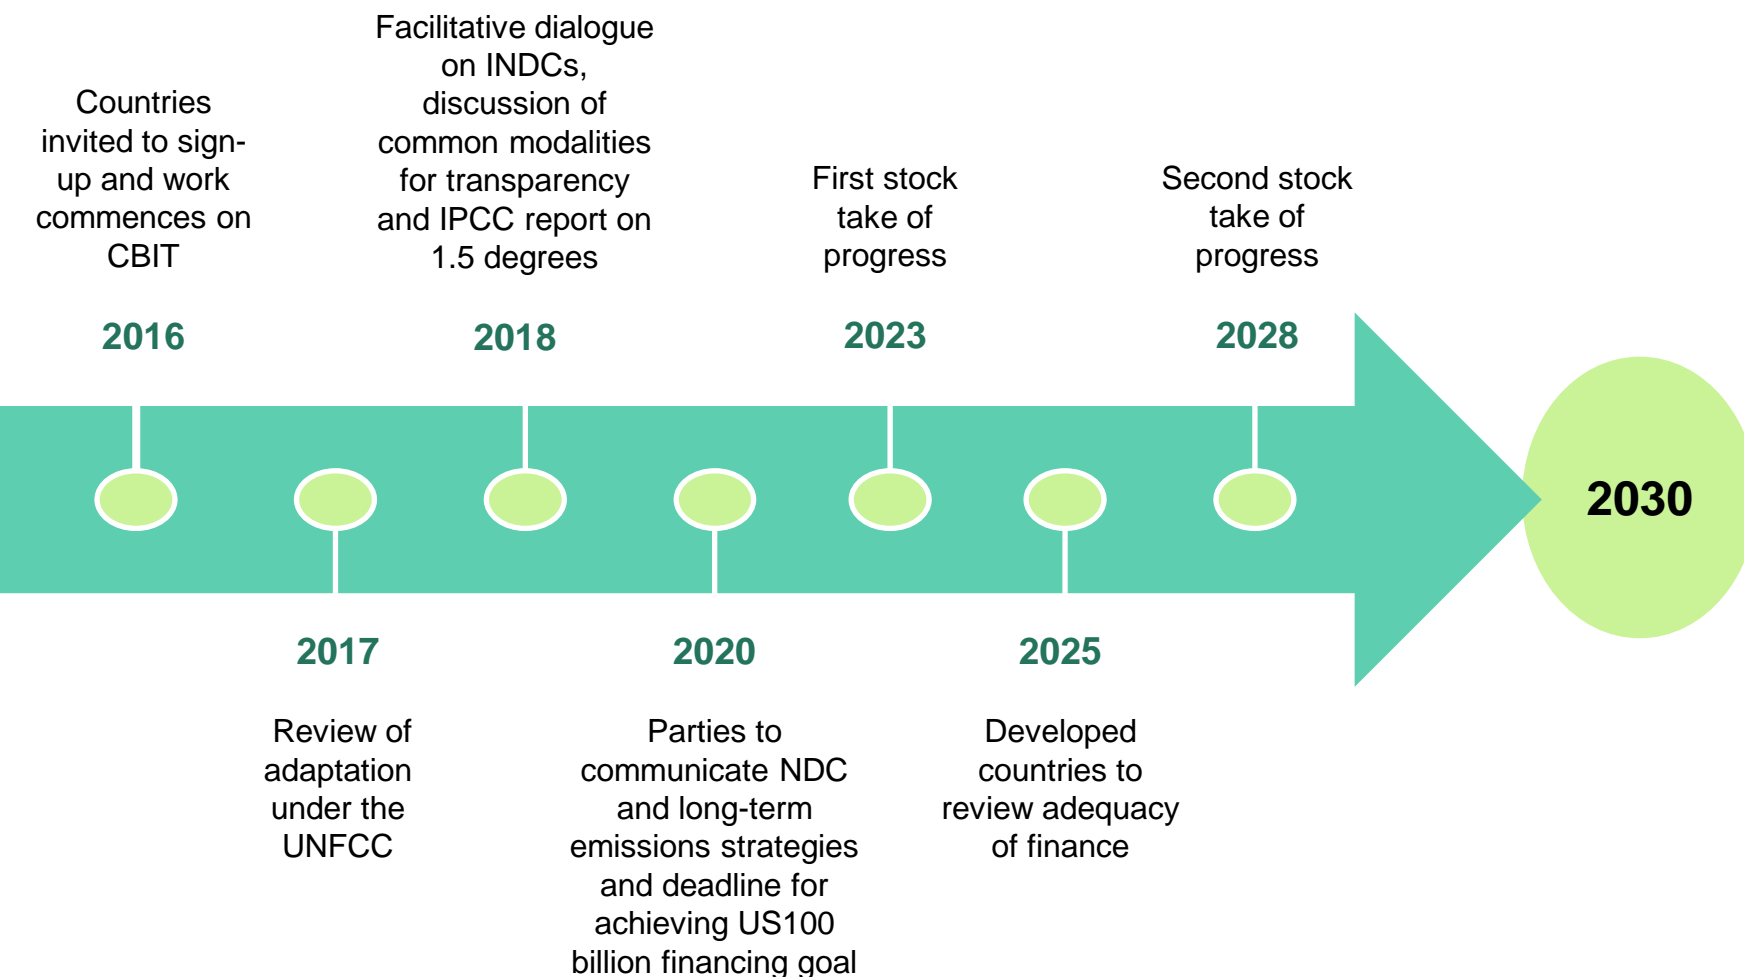 Countries
invited to sign-
up and work
commences on
CBIT
2016
Facilitative dialogue
on INDCs,
discussion of
common modalities
for transparency
and IPCC report on
1.5 degrees
2018
First stock
take of
progress
2023
Second stock
take of
progress
2028
2030
2017
Review of
adaptation
under the
UNFCC
2020
Parties to
communicate NDC
and long-term
emissions strategies
and deadline for
achieving US100
billion financing goal
2025
Developed
countries to
review adequacy
of finance